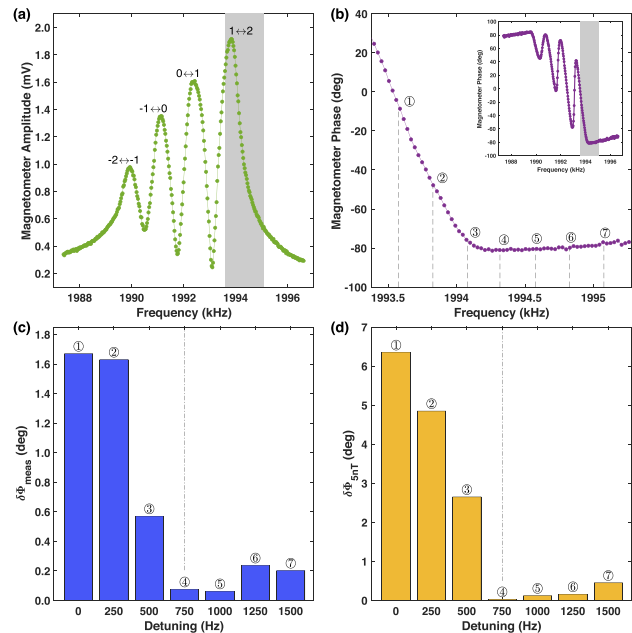 (a)
Magnetometer Amplitude (mV)
2.0
1.8
1.6
1.4
1.2
1.0
0.8
0.6
0.4
0.2
-2↔-1
-1↔0
0↔1
1↔2
1988 1990 1992 1994 1996
Frequency (kHz)
(b)
Magnetometer Phase (deg)
40
20
0
-20
-40
-60
-80
-100
① ② ③ ④ ⑤ ⑥ ⑦
1993.5 1994 1994.5 1995
Frequency (kHz)
Magnetometer Phase (deg)
100
80
60
40
20
0
-20
-40
-60
-80
-100
1988 1990 1992 1994 1996
Frequency (kHz)
(c)
δΦmeas (deg)
1.8
1.6
1.4
1.2
1.0
0.8
0.6
0.4
0.2
0.0
① ② ③ ④ ⑤ ⑥ ⑦
0 250 500 750 1000 1250 1500
Detuning (Hz)
(d)
δΦ5nT (deg)
7
6
5
4
3
2
1
0
① ② ③ ④ ⑤ ⑥ ⑦
0 250 500 750 1000 1250 1500
Detuning (Hz)